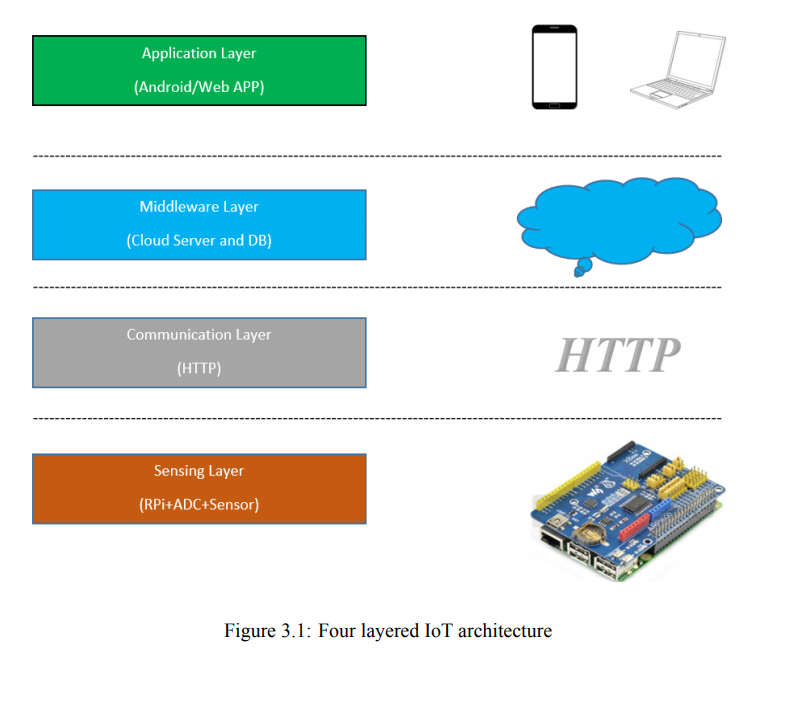 Application Layer
(Android/Web APP)
Middleware Layer
(Cloud Server and DB)
Communication Layer
(HTTP)
HTTP
Sensing Layer
(RPi+ADC+Sensor)
Figure 3.1: Four layered IoT architecture